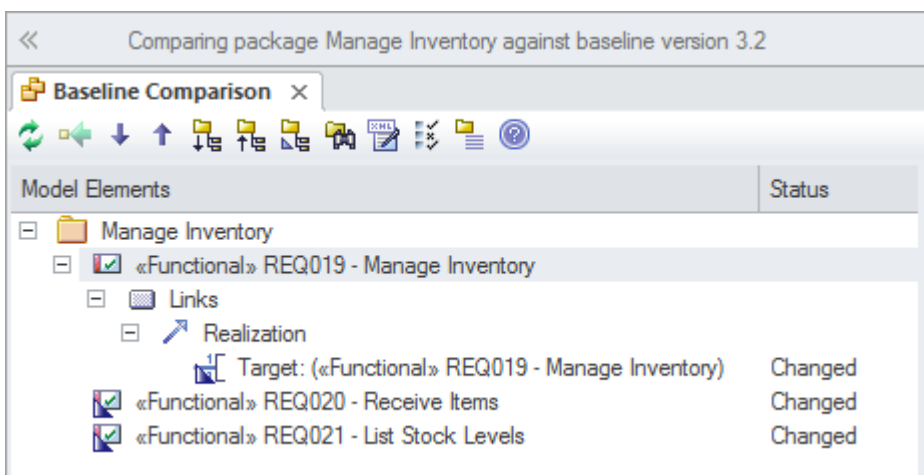 Comparing package Manage Inventory against baseline version 3.2
Baseline Comparison
Model Elements Status
Manage Inventory
«Functional» REQ019 - Manage Inventory
Links
Realization
Target: («Functional» REQ019 - Manage Inventory) Changed
«Functional» REQ020 - Receive Items Changed
«Functional» REQ021 - List Stock Levels Changed